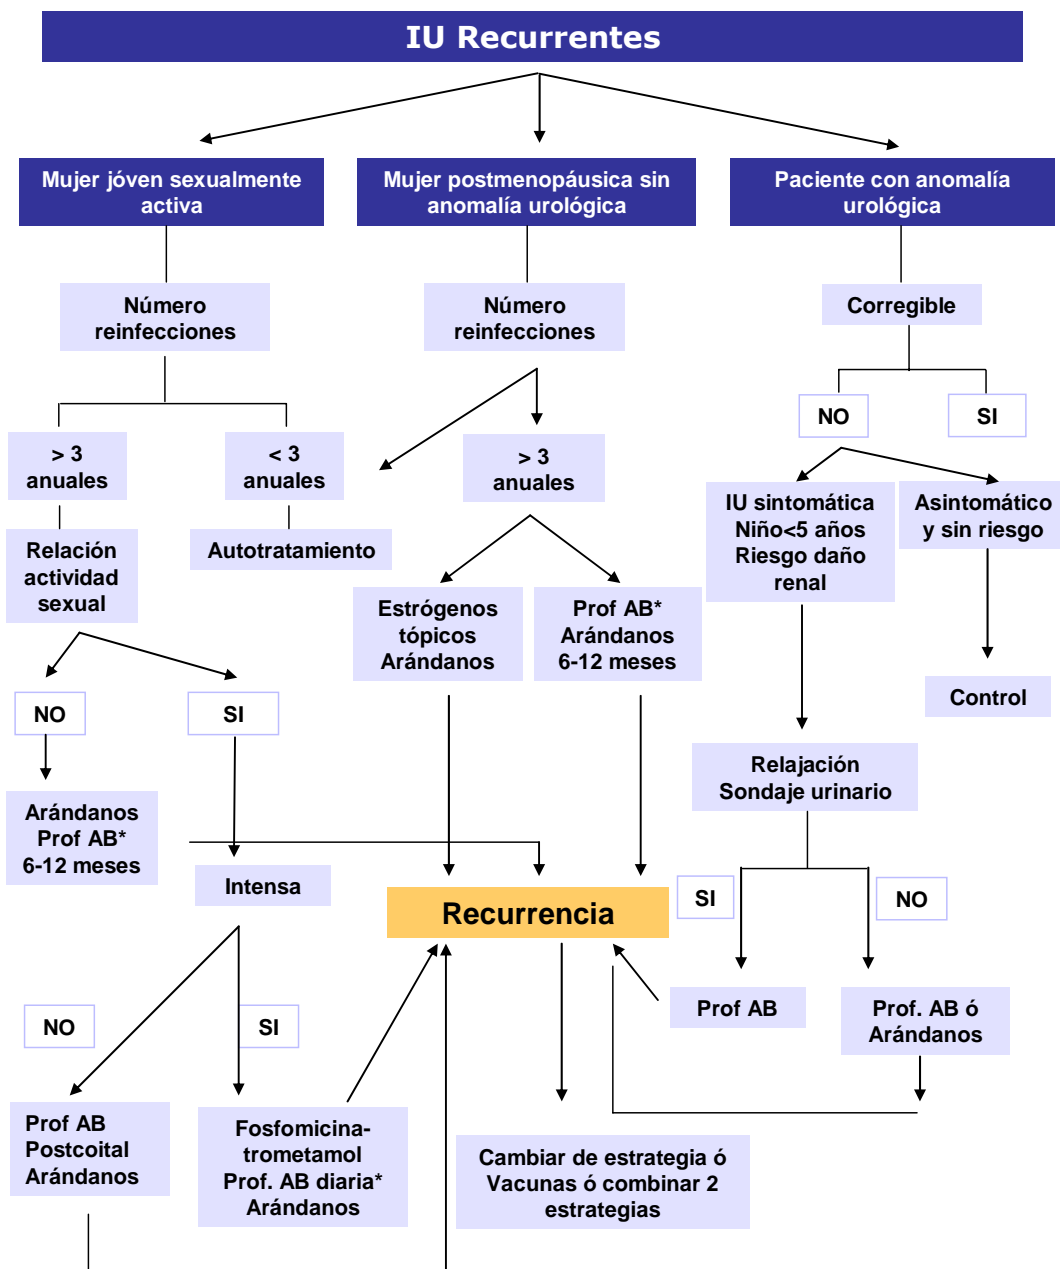 IU Recurrentes
Mujer jóven sexualmente
activa
Mujer postmenopáusica sin
anomalía urológica
Paciente con anomalía
urológica
Número
reinfecciones
Número
reinfecciones
Corregible
NO
SI
> 3
anuales
< 3
anuales
> 3
anuales
IU sintomática
Niño<5 años
Riesgo daño
renal
Asintomático
y sin riesgo
Relación
actividad
sexual
Autotratamiento
Estrógenos
tópicos
Arándanos
Prof AB*
Arándanos
6-12 meses
NO
SI
Control
Relajación
Sondaje urinario
Arándanos
Prof AB*
6-12 meses
Intensa
Recurrencia
SI
NO
NO
SI
Prof AB
Prof. AB ó
Arándanos
Prof AB
Postcoital
Arándanos
Fosfomicina-
trometamol
Prof. AB diaria*
Arándanos
Cambiar de estrategia ó
Vacunas ó combinar 2
estrategias